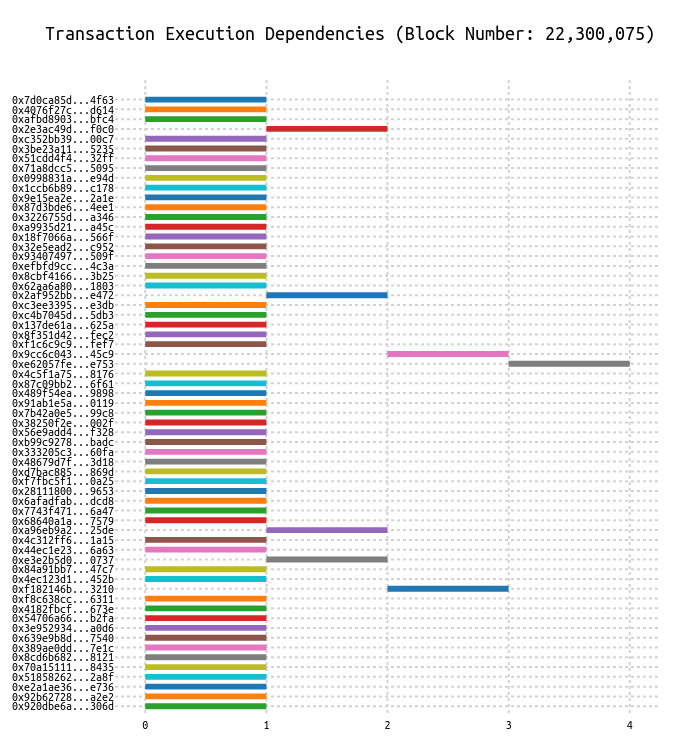 Transaction Execution Dependencies (Block Number: 22,300,075)
0x7d0ca85d...4f63
0x4076f27c...d614
0xafbd8903...bfc4
0x2e3ac49d...f0c0
0xc352bb39...00c7
0x3be23a11...5235
0x51cdd4f4...32ff
0x71a8dcc5...5095
0x0998831a...e94d
0x1ccb6b89...c178
0x9e15ea2e...2a1e
0x87d3bde6...4ee1
0x3226755d...a346
0xa9935d21...a45c
0x18f7066a...566f
0x32e5ead2...c952
0x93407497...509f
0xefbfd9cc...4c3a
0x8cbf4166...3b25
0x62aa6a80...1803
0x2af952bb...e472
0xc3ee3395...e3db
0xc4b7045d...5db3
0x137de61a...625a
0x8f351d42...fec2
0xf1c6c9c9...fef7
0x9cc6c043...45c9
0xe62057fe...e753
0x4c5f1a75...8176
0x87c09bb2...6f61
0x489f54ea...9898
0x91ab1e5a...0119
0x7b42a0e5...99c8
0x38250f2e...002f
0x56e9add4...f328
0xb99c9278...badc
0x333205c3...60fa
0x48679d7f...3d18
0xd7bac885...869d
0xf7fbc5f1...0a25
0x28111800...9653
0x6afadfab...dcd8
0x7743f471...6a47
0x68640a1a...7579
0xa96eb9a2...25de
0x4c312ff6...1a15
0x44ec1e23...6a63
0xe3e2b5d0...0737
0x84a91bb7...47c7
0x4ec123d1...452b
0xf182146b...3210
0xf8c638cc...6311
0x4182fbcf...673e
0x54706a66...b2fa
0x3e952934...a0d6
0x639e9b8d...7540
0x389ae0dd...7e1c
0x8cd6b682...8121
0x70a15111...8435
0x51858262...2a8f
0xe2a1ae36...e736
0x92b62728...a2e2
0x920dbe6a...306d
0 1 2 3 4